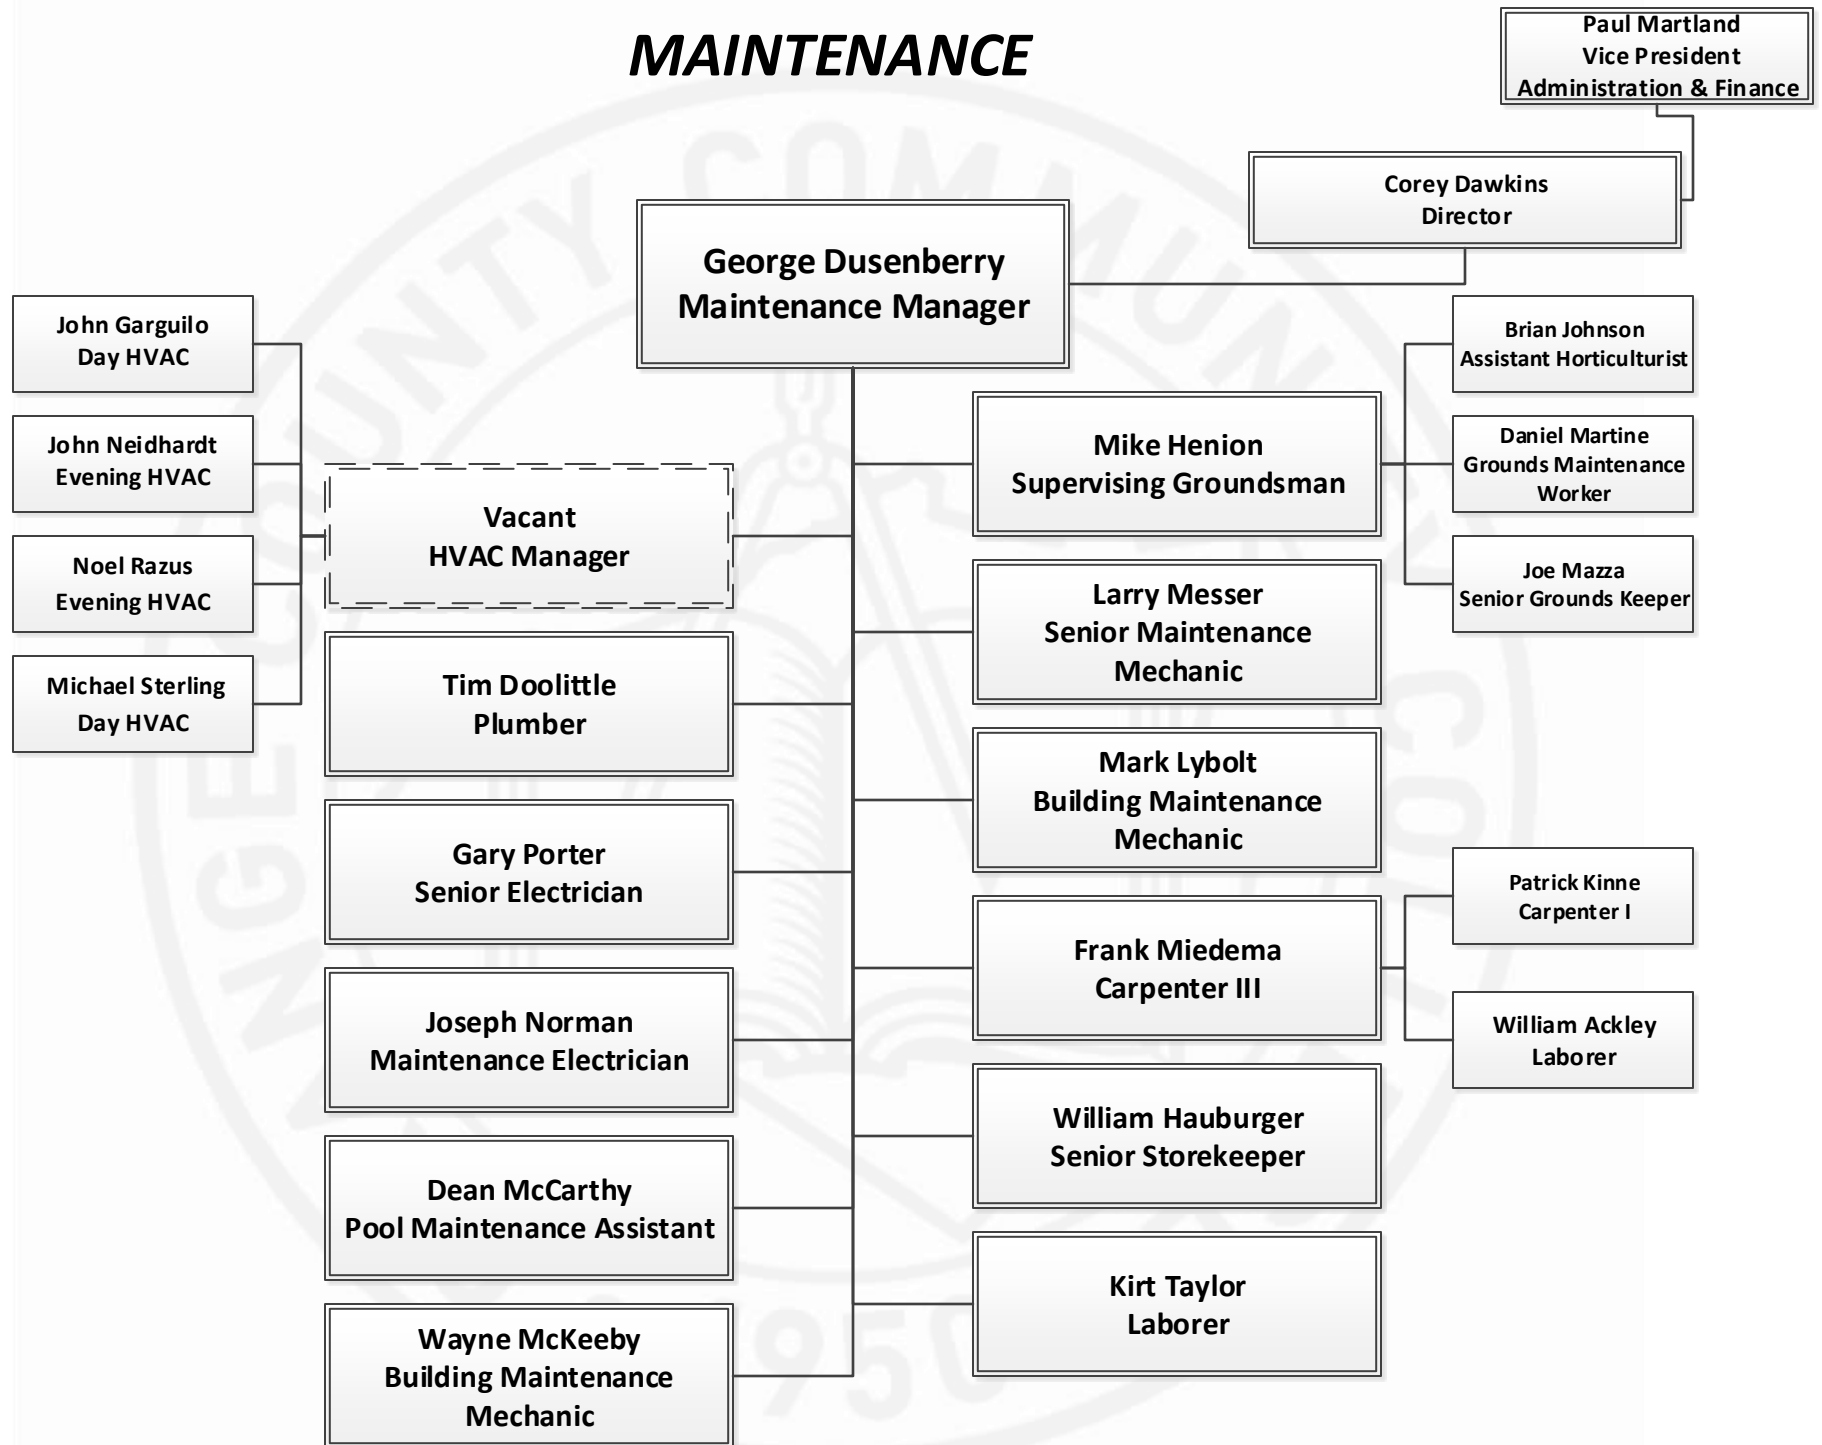 MAINTENANCE
Paul Martland
Vice President
Administration & Finance
Corey Dawkins
Director
George Dusenberry
Maintenance Manager
John Garguilo
Day HVAC
John Neidhardt
Evening HVAC
Noel Razus
Evening HVAC
Michael Sterling
Day HVAC
Vacant
HVAC Manager
Tim Doolittle
Plumber
Gary Porter
Senior Electrician
Joseph Norman
Maintenance Electrician
Dean McCarthy
Pool Maintenance Assistant
Wayne McKeeby
Building Maintenance
Mechanic
Mike Henion
Supervising Groundsman
Larry Messer
Senior Maintenance
Mechanic
Mark Lybolt
Building Maintenance
Mechanic
Frank Miedema
Carpenter III
William Hauburger
Senior Storekeeper
Kirt Taylor
Laborer
Brian Johnson
Assistant Horticulturist
Daniel Martine
Grounds Maintenance
Worker
Joe Mazza
Senior Grounds Keeper
Patrick Kinne
Carpenter I
William Ackley
Laborer
COUNTY COMMUNITY
1950